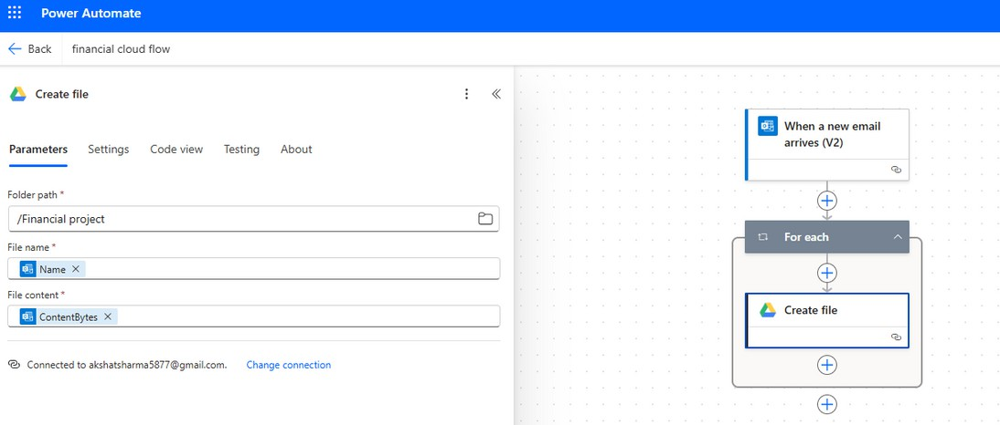 Power Automate
Back
financial cloud flow
Create file
Parameters
Settings
Code view
Testing
About
Folder path *
/Financial project
File name *
Name
File content *
ContentBytes
Connected to akshatsharma5877@gmail.com.
Change connection
When a new email
arrives (V2)
For each
Create file